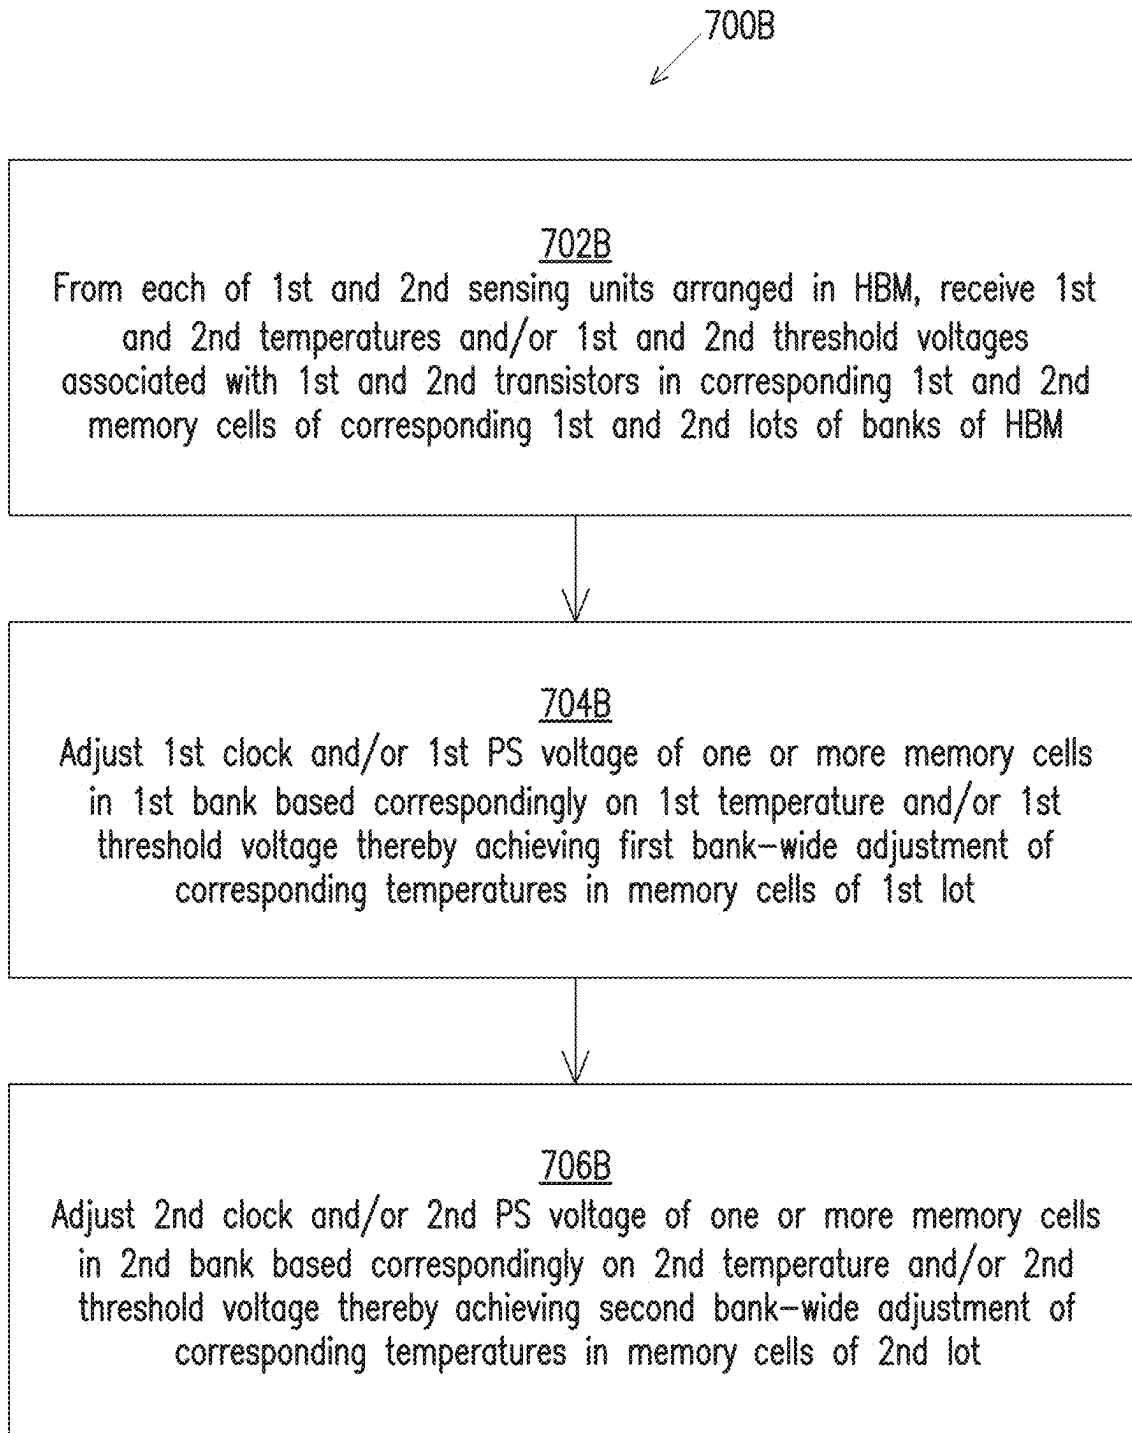 700B
702B
From each of 1st and 2nd sensing units arranged in HBM, receive 1st
and 2nd temperatures and/or 1st and 2nd threshold voltages
associated with 1st and 2nd transistors in corresponding 1st and 2nd
memory cells of corresponding 1st and 2nd lots of banks of HBM
704B
Adjust 1st clock and/or 1st PS voltage of one or more memory cells
in 1st bank based correspondingly on 1st temperature and/or 1st
threshold voltage thereby achieving first bank-wide adjustment of
corresponding temperatures in memory cells of 1st lot
706B
Adjust 2nd clock and/or 2nd PS voltage of one or more memory cells
in 2nd bank based correspondingly on 2nd temperature and/or 2nd
threshold voltage thereby achieving second bank-wide adjustment of
corresponding temperatures in memory cells of 2nd lot